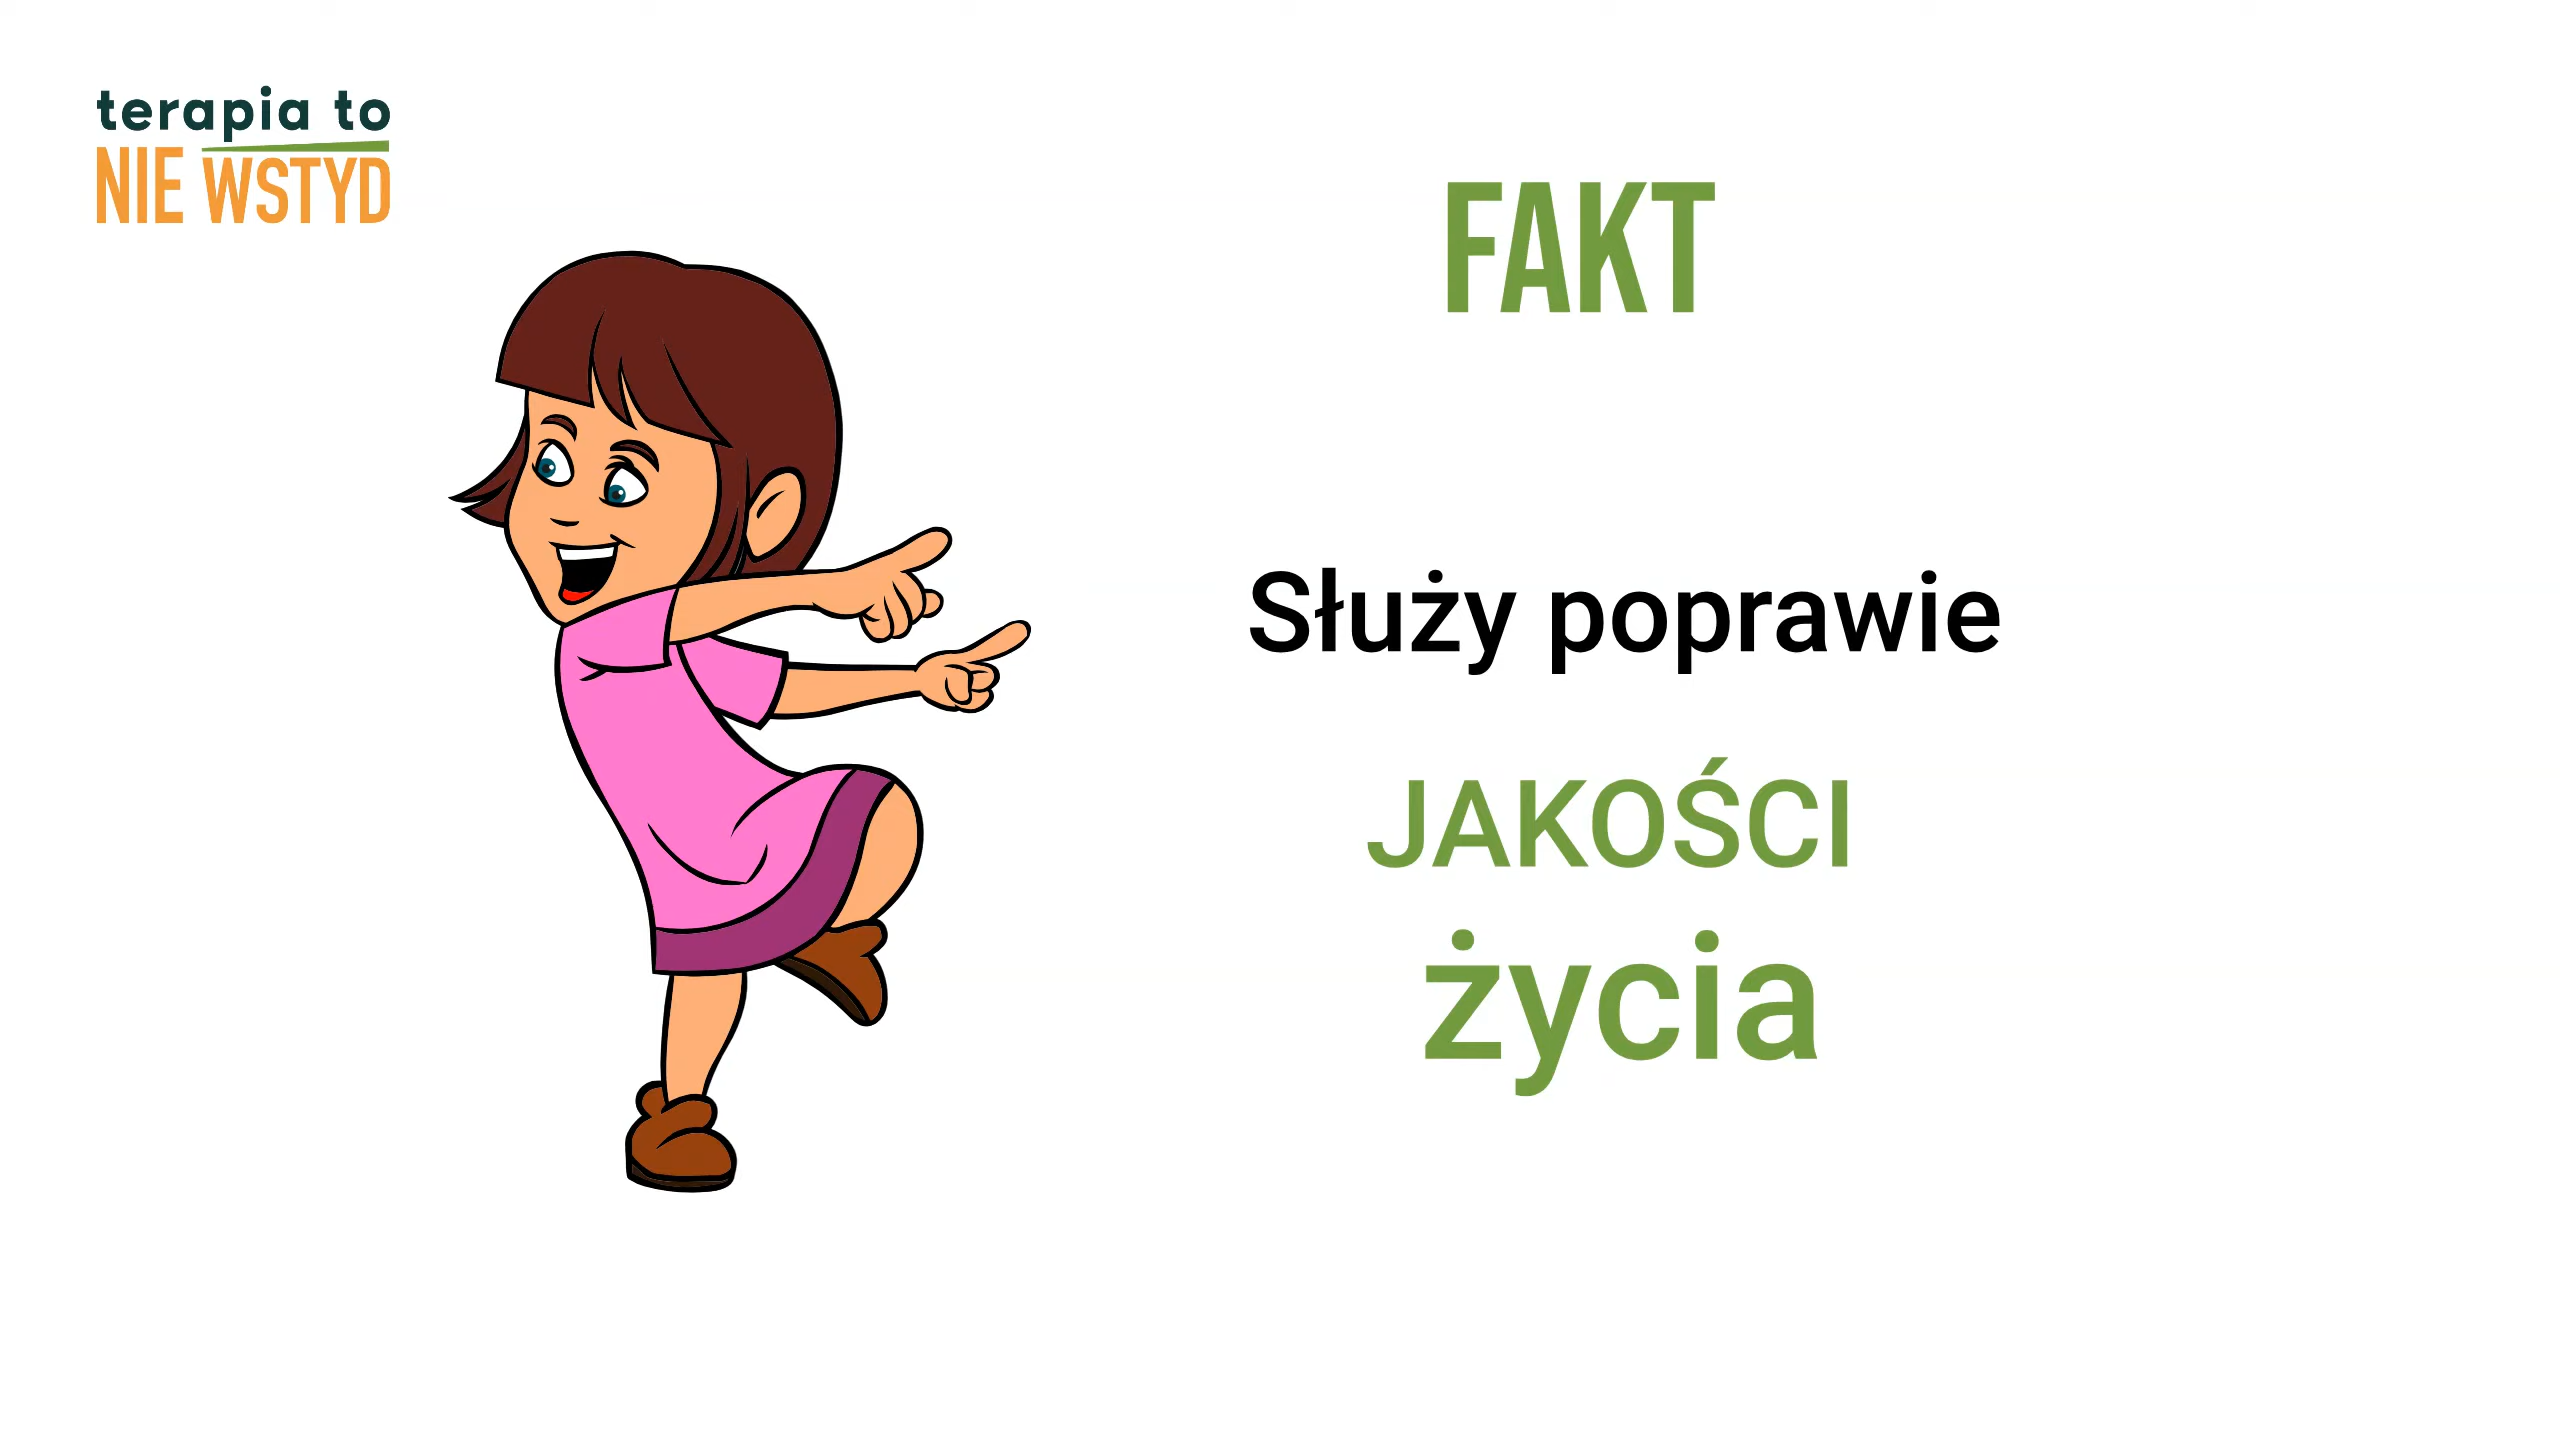 terapia to
NIE WSTYD
FAKT
Służy poprawie
JAKOŚCI
życia